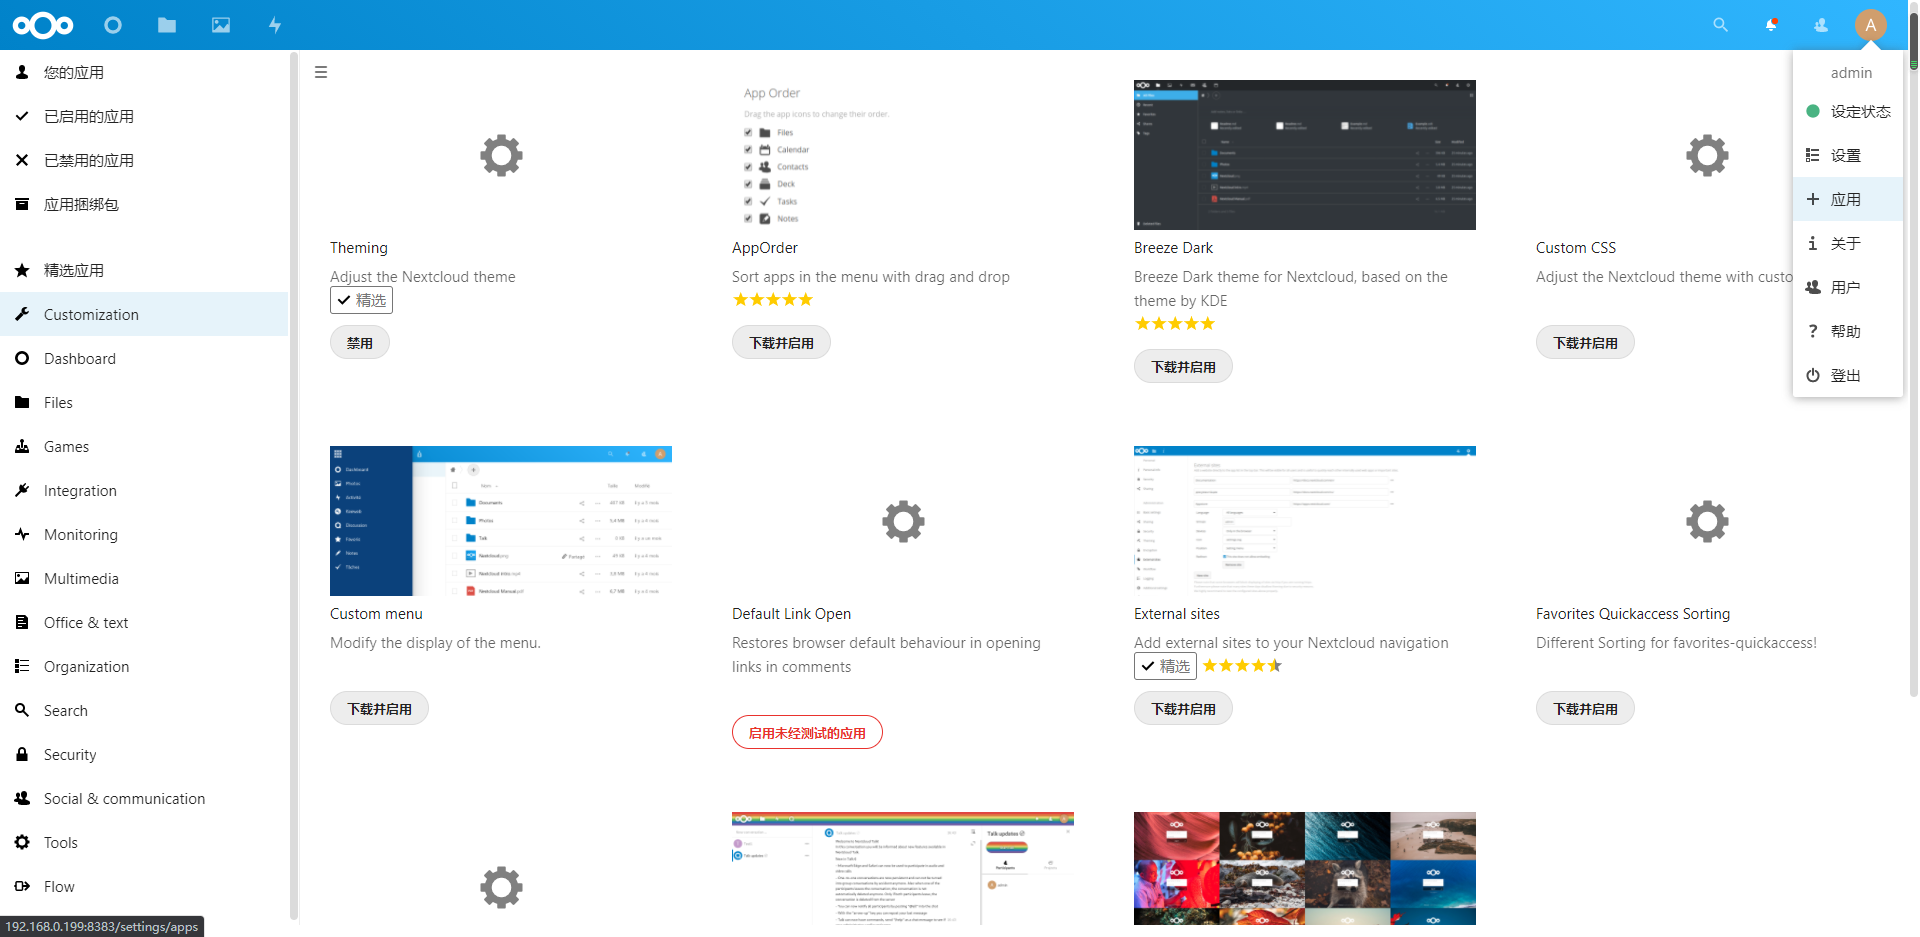 A
admin
设定状态
设置
应用
关于
用户
帮助
登出
您的应用
已启用的应用
已禁用的应用
应用捆绑包
精选应用
Customization
Dashboard
Files
Games
Integration
Monitoring
Multimedia
Office & text
Organization
Search
Security
Social & communication
Tools
Flow
192.168.0.199:8383/settings/apps
Theming
Adjust the Nextcloud theme
精选
禁用
App Order
Drag the app icons to change their order.
Files
Calendar
Contacts
Deck
Tasks
Notes
AppOrder
Sort apps in the menu with drag and drop
下载并启用
Breeze Dark
Breeze Dark theme for Nextcloud, based on the
theme by KDE
下载并启用
Custom CSS
Adjust the Nextcloud theme with custo
下载并启用
Custom menu
Modify the display of the menu.
下载并启用
Default Link Open
Restores browser default behaviour in opening
links in comments
启用未经测试的应用
External sites
Add external sites to your Nextcloud navigation
精选
下载并启用
Favorites Quickaccess Sorting
Different Sorting for favorites-quickaccess!
下载并启用
Talk updates